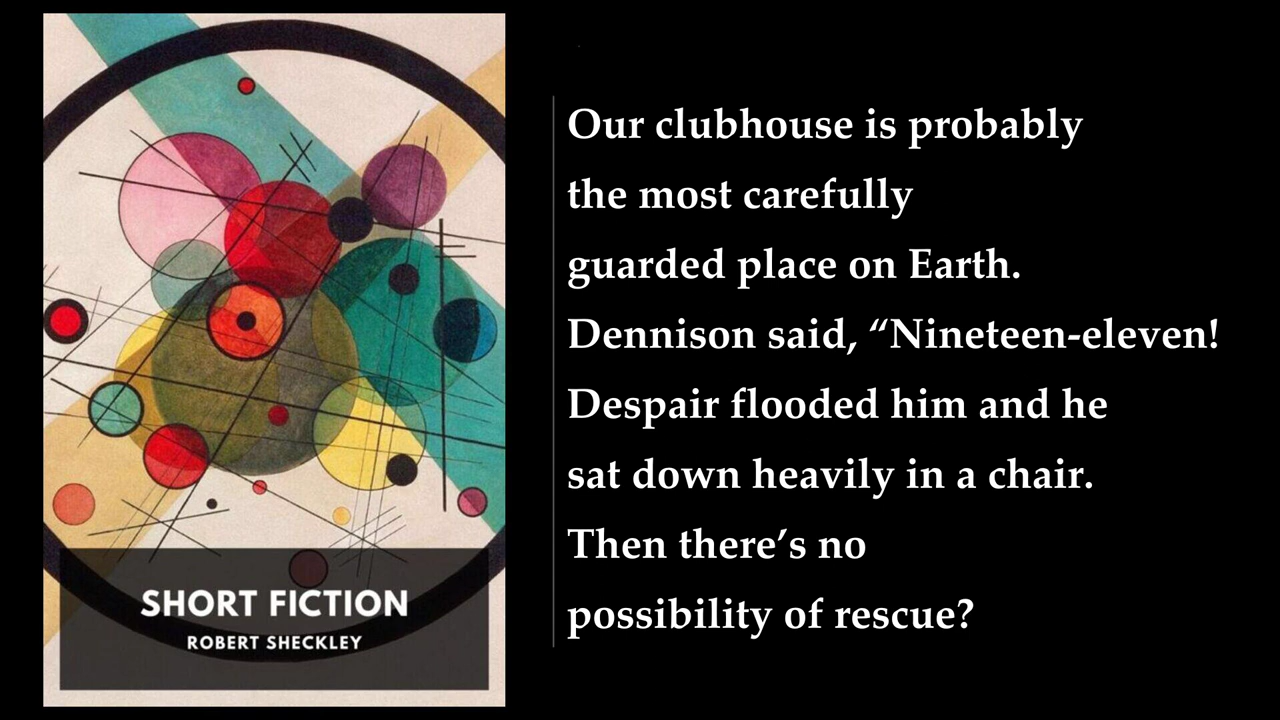 SHORT FICTION
ROBERT SHECKLEY
Our clubhouse is probably
the most carefully
guarded place on Earth.
Dennison said, “Nineteen-eleven!
Despair flooded him and he
sat down heavily in a chair.
Then there’s no
possibility of rescue?